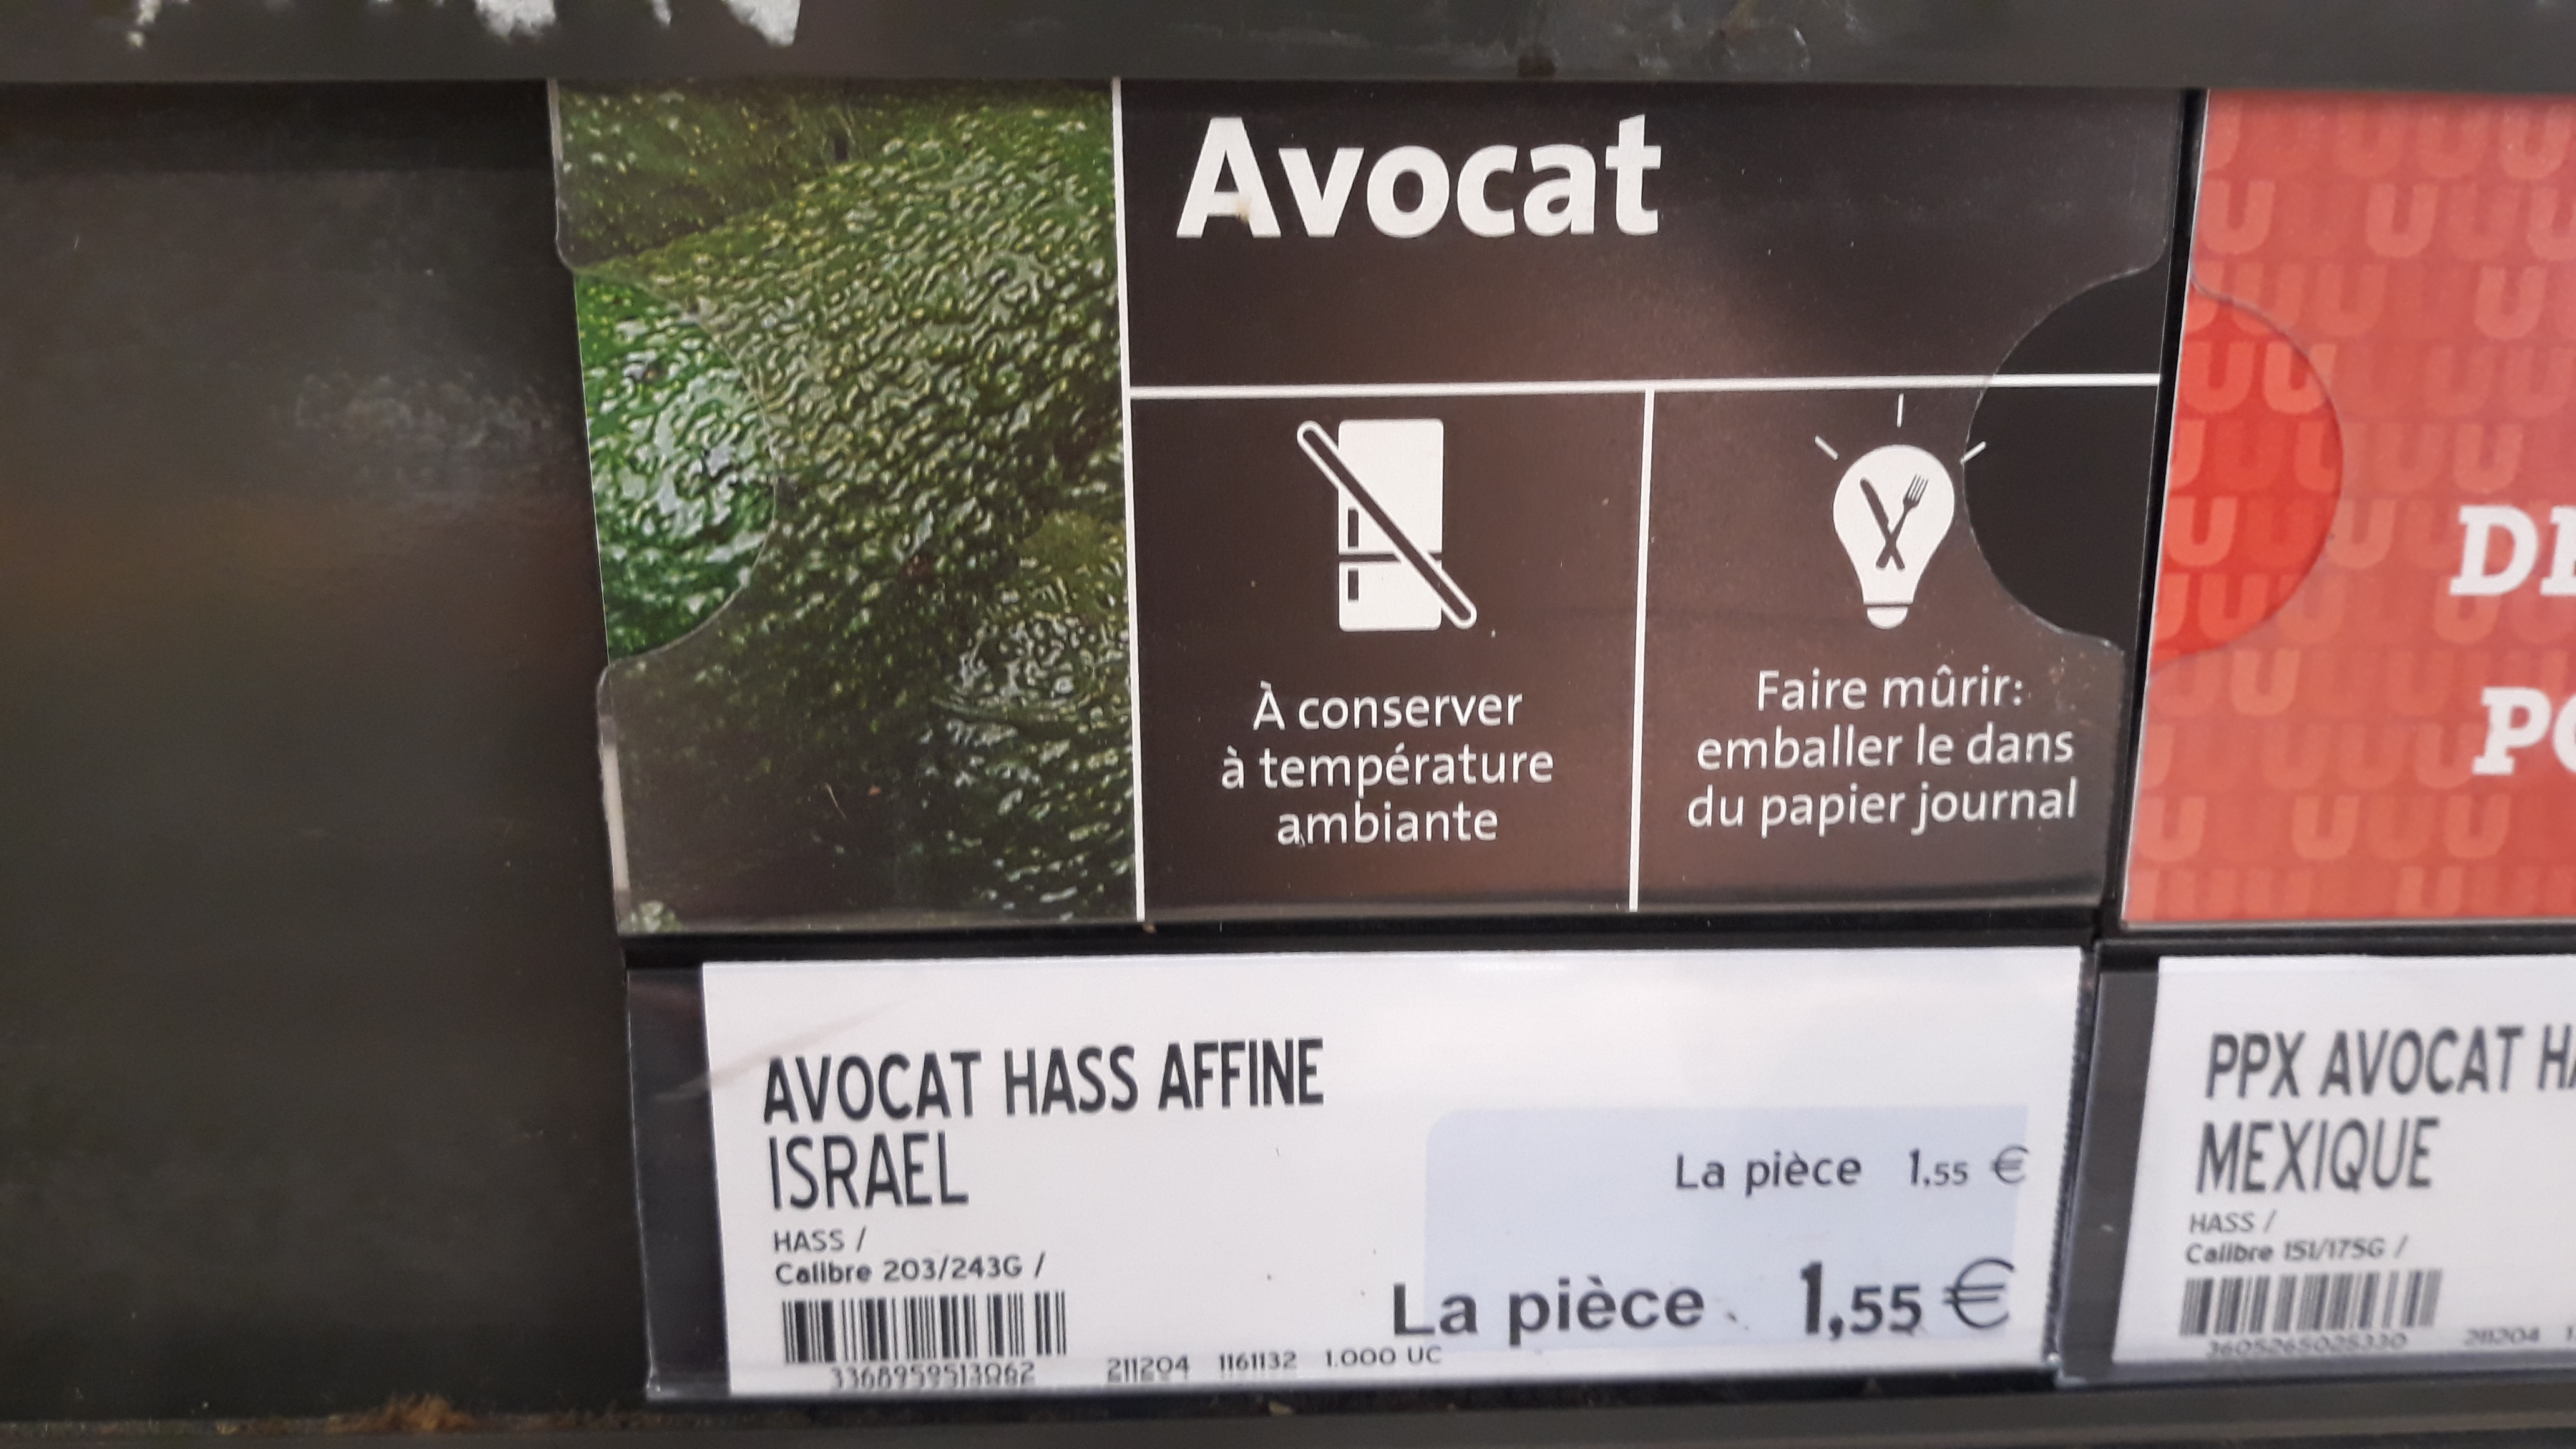 Avocat
À conserver
à température
ambiante
Faire mûrir:
emballer le dans
du papier journal
AVOCAT HASS AFFINE
ISRAEL
HASS /
Calibre 203/243G /
La pièce 1,55 €
La pièce 1,55 €
3368959513062
211204 1161132 1.000 UC
PPX AVOCAT
MEXIQUE
HASS /
Calibre 151/175G /
211204